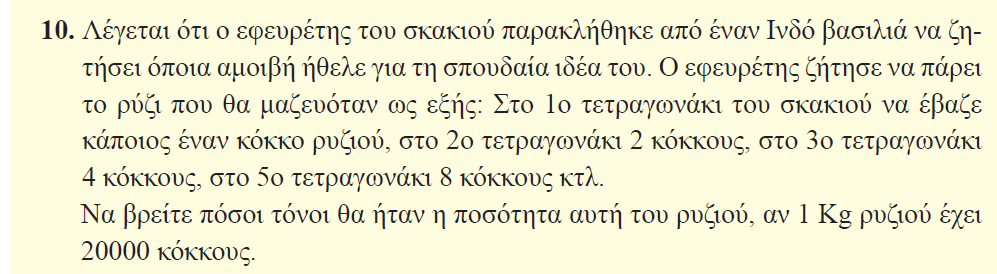 10. Λέγεται ότι ο εφευρέτης του σκακιού παρακλήθηκε από έναν Ινδό βασιλιά να ζη-
τήσει όποια αμοιβή ήθελε για τη σπουδαία ιδέα του. Ο εφευρέτης ζήτησε να πάρει
το ρύζι που θα μαζευόταν ως εξής: Στο 1ο τετραγωνάκι του σκακιού να έβαζε
κάποιος έναν κόκκο ρυζιού, στο 2ο τετραγωνάκι 2 κόκκους, στο 3ο τετραγωνάκι
4 κόκκους, στο 5ο τετραγωνάκι 8 κόκκους κτλ.
Να βρείτε πόσοι τόνοι θα ήταν η ποσότητα αυτή του ρυζιού, αν 1 Kg ρυζιού έχει
20000 κόκκους.